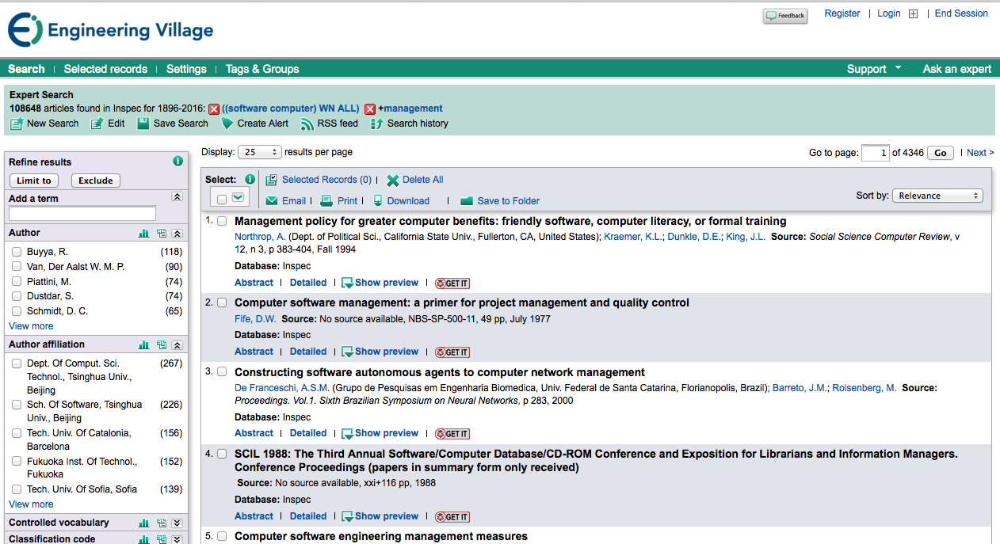 Feedback
Register | Login | End Session
Engineering Village
Search | Selected records | Settings | Tags & Groups
Support Ask an expert
Expert Search
108648 articles found in Inspec for 1896-2016: ((software computer) WN ALL) +management
New Search Edit Save Search Create Alert RSS feed Search history
Refine results
Limit to Exclude
Add a term
Author
Buyya, R. (118)
Van, Der Aalst W. M. P. (90)
Piattini, M. (74)
Dustdar, S. (74)
Schmidt, D. C. (65)
View more
Author affiliation
Dept. Of Comput. Sci. (267)
Technol., Tsinghua Univ.,
Beijing
Sch. Of Software, Tsinghua (226)
Univ., Beijing
Tech. Univ. Of Catalonia, (156)
Barcelona
Fukuoka Inst. Of Technol., (152)
Fukuoka
Tech. Univ. Of Sofia, Sofia (139)
View more
Controlled vocabulary
Classification code
Display: 25 results per page
Go to page: 1 of 4346 Go | Next >
Select: Selected Records (0) | Delete All
Email | Print | Download | Save to Folder
Sort by: Relevance
1. Management policy for greater computer benefits: friendly software, computer literacy, or formal training
Northrop, A. (Dept. of Political Sci., California State Univ., Fullerton, CA, United States); Kraemer, K.L.; Dunkle, D.E.; King, J.L. Source: Social Science Computer Review, v
12, n 3, p 383-404, Fall 1994
Database: Inspec
Abstract | Detailed | Show preview | GET IT
2. Computer software management: a primer for project management and quality control
Fife, D.W. Source: No source available, NBS-SP-500-11, 49 pp, July 1977
Database: Inspec
Abstract | Detailed | Show preview | GET IT
3. Constructing software autonomous agents to computer network management
De Franceschi, A.S.M. (Grupo de Pesquisas em Engenharia Biomedica, Univ. Federal de Santa Catarina, Florianopolis, Brazil); Barreto, J.M.; Roisenberg, M. Source:
Proceedings. Vol.1. Sixth Brazilian Symposium on Neural Networks, p 283, 2000
Database: Inspec
Abstract | Detailed | Show preview | GET IT
4. SCIL 1988: The Third Annual Software/Computer Database/CD-ROM Conference and Exposition for Librarians and Information Managers.
Conference Proceedings (papers in summary form only received)
Source: No source available, xxi+116 pp, 1988
Database: Inspec
Abstract | Detailed | Show preview | GET IT
5. Computer software engineering management measures